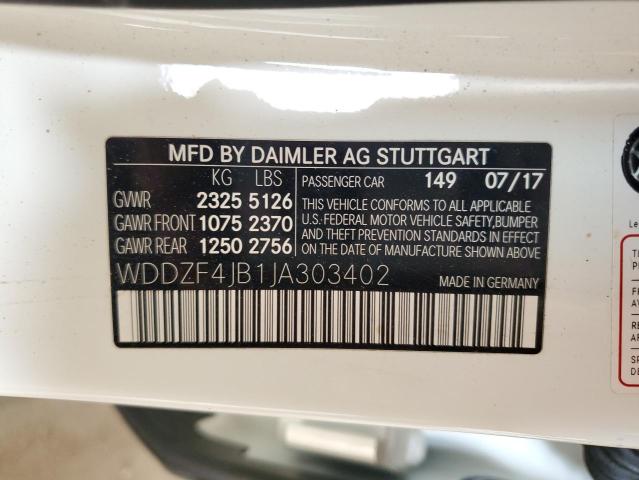 MFD BY DAIMLER AG STUTTGART
KG LBS
GVWR 2325 5126
GAWR FRONT 1075 2370
GAWR REAR 1250 2756
PASSENGER CAR 149 07/17
THIS VEHICLE CONFORMS TO ALL APPLICABLE
U.S. FEDERAL MOTOR VEHICLE SAFETY,BUMPER
AND THEFT PREVENTION STANDARDS IN EFFECT
ON THE DATE OF MANUFACTURE SHOWN ABOVE
WDDZF4JB1JA303402
MADE IN GERMANY
Le